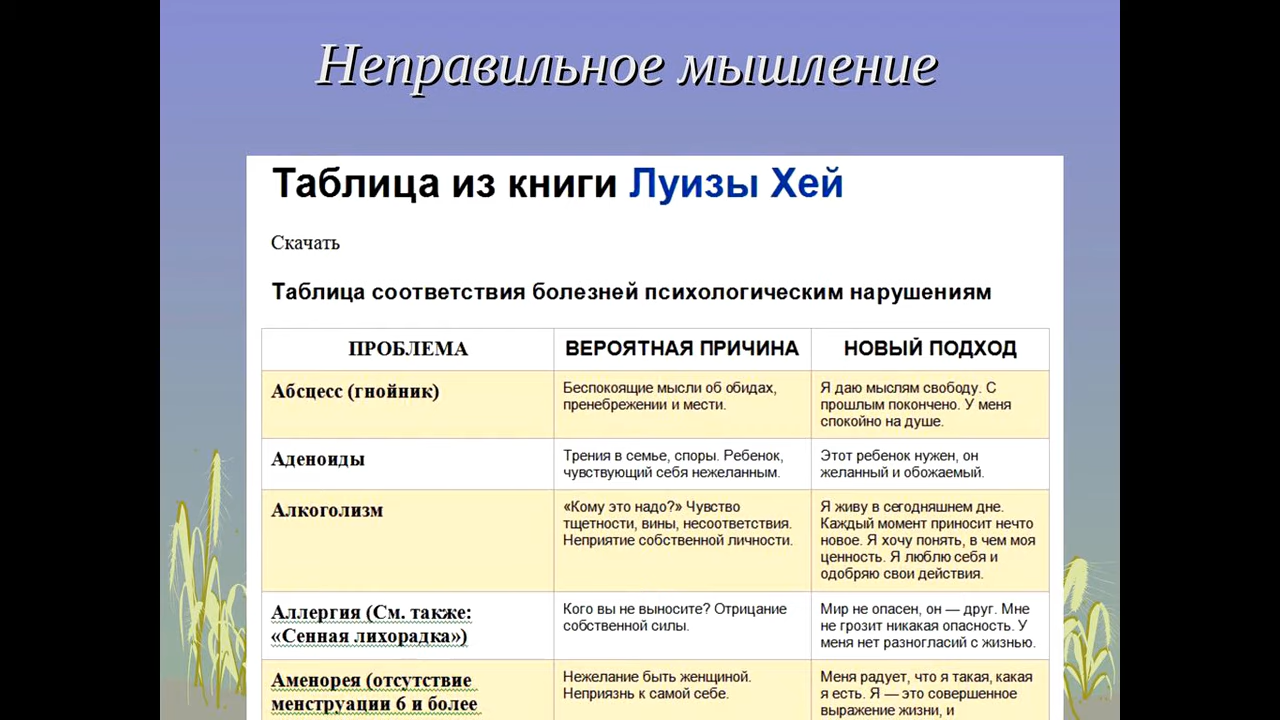 Неправильное мышление
Таблица из книги Луизы Хей
Скачать
Таблица соответствия болезней психологическим нарушениям
ПРОБЛЕМА
ВЕРОЯТНАЯ ПРИЧИНА
НОВЫЙ ПОДХОД
Абсцесс (гнойник)
Беспокоящие мысли об обидах,
пренебрежении и мести.
Я даю мыслям свободу. С
прошлым покончено. У меня
спокойно на душе.
Аденоиды
Трения в семье, споры. Ребенок,
чувствующий себя нежеланным.
Этот ребенок нужен, он
желанный и обожаемый.
Алкоголизм
«Кому это надо?» Чувство
тщетности, вины, несоответствия.
Неприятие собственной личности.
Я живу в сегодняшнем дне.
Каждый момент приносит нечто
новое. Я хочу понять, в чем моя
ценность. Я люблю себя и
одобряю свои действия.
Аллергия (См. также:
«Сенная лихорадка»)
Кого вы не выносите? Отрицание
собственной силы.
Мир не опасен, он — друг. Мне
не грозит никакая опасность. У
меня нет разногласий с жизнью.
Аменорея (отсутствие
менструации 6 и более
Нежелание быть женщиной.
Неприязнь к самой себе.
Меня радует, что я такая, какая
я есть. Я — это совершенное
выражение жизни, и